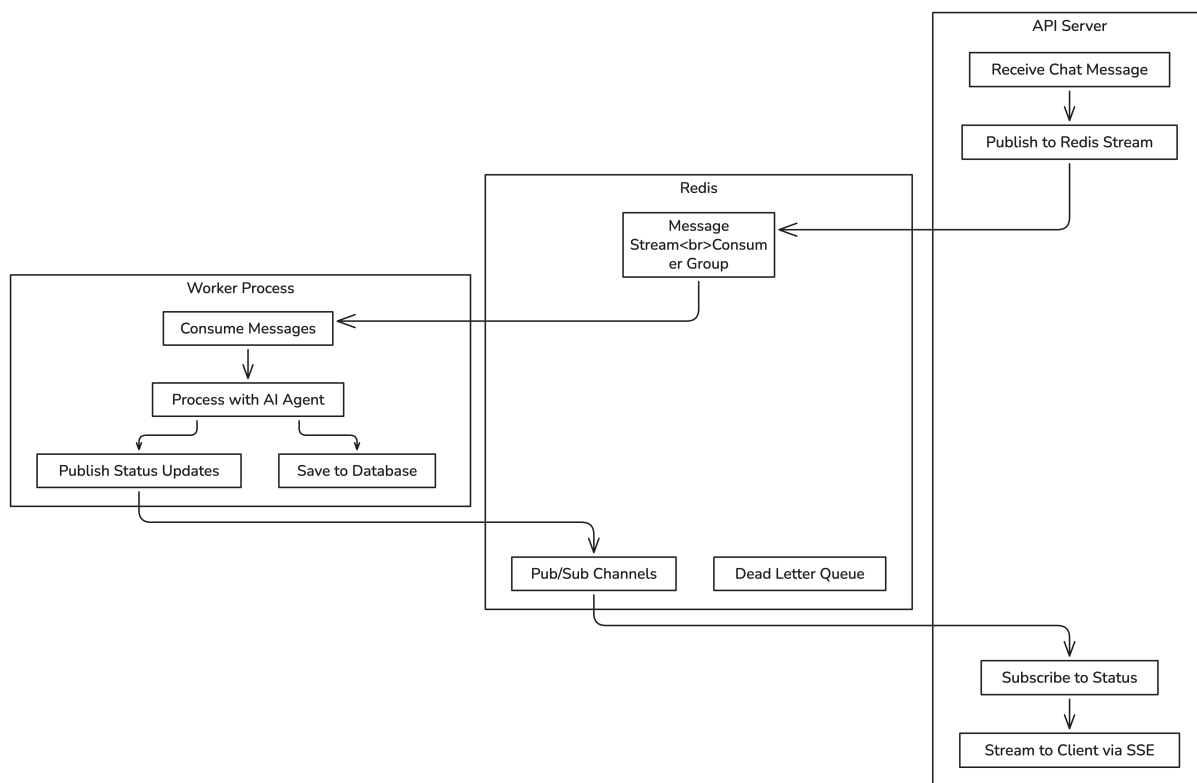 API Server
Receive Chat Message
Publish to Redis Stream
Redis
Message
Stream<br>Consum
er Group
Worker Process
Consume Messages
Process with AI Agent
Publish Status Updates
Save to Database
Pub/Sub Channels
Dead Letter Queue
Subscribe to Status
Stream to Client via SSE